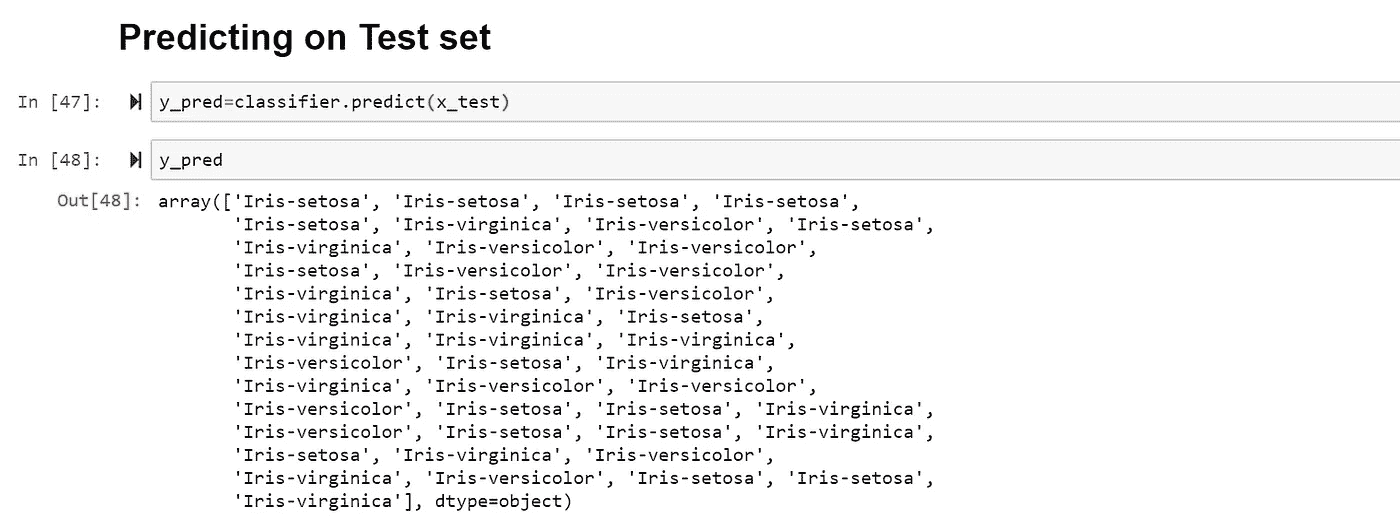 Predicting on Test set
In [47]: y_pred=classifier.predict(x_test)
In [48]: y_pred
Out[48]: array(['Iris-setosa', 'Iris-setosa', 'Iris-setosa', 'Iris-setosa',
'Iris-setosa', 'Iris-virginica', 'Iris-versicolor', 'Iris-setosa',
'Iris-virginica', 'Iris-versicolor', 'Iris-versicolor',
'Iris-setosa', 'Iris-versicolor', 'Iris-versicolor',
'Iris-virginica', 'Iris-setosa', 'Iris-versicolor',
'Iris-virginica', 'Iris-virginica', 'Iris-setosa',
'Iris-virginica', 'Iris-virginica', 'Iris-virginica',
'Iris-versicolor', 'Iris-setosa', 'Iris-virginica',
'Iris-virginica', 'Iris-versicolor', 'Iris-versicolor',
'Iris-versicolor', 'Iris-setosa', 'Iris-setosa', 'Iris-virginica',
'Iris-versicolor', 'Iris-setosa', 'Iris-setosa', 'Iris-virginica',
'Iris-setosa', 'Iris-virginica', 'Iris-versicolor',
'Iris-virginica', 'Iris-versicolor', 'Iris-setosa', 'Iris-setosa',
'Iris-virginica'], dtype=object)